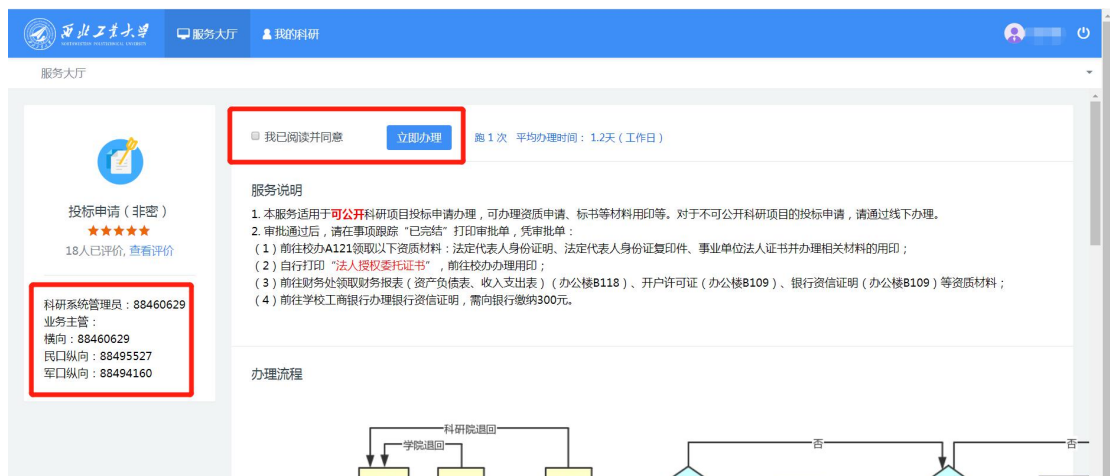 西北工业大学
NORTHWESTERN POLYTECHNICAL UNIVERSITY
服务大厅
我的科研
服务大厅
投标申请（非密）
18人已评价, 查看评价
科研系统管理员：88460629
业务主管：
横向：88460629
民口纵向：88495527
军口纵向：88494160
我已阅读并同意
立即办理
跑 1 次 平均办理时间： 1.2天（工作日）
服务说明
1. 本服务适用于可公开科研项目投标申请办理，可办理资质申请、标书等材料用印等。对于不可公开科研项目的投标申请，请通过线下办理。
2. 审批通过后，请在事项跟踪“已完结”打印审批单，凭审批单：
（1）前往校办A121领取以下资质材料：法定代表人身份证明、法定代表人身份证复印件、事业单位法人证书并办理相关材料的用印；
（2）自行打印“法人授权委托证书”，前往校办办理用印；
（3）前往财务处领取财务报表（资产负债表、收入支出表）（办公楼B118）、开户许可证（办公楼B109）、银行资信证明（办公楼B109）等资质材料；
（4）前往学校工商银行办理银行资信证明，需向银行缴纳300元。
办理流程
科研院退回
学院退回
否
否